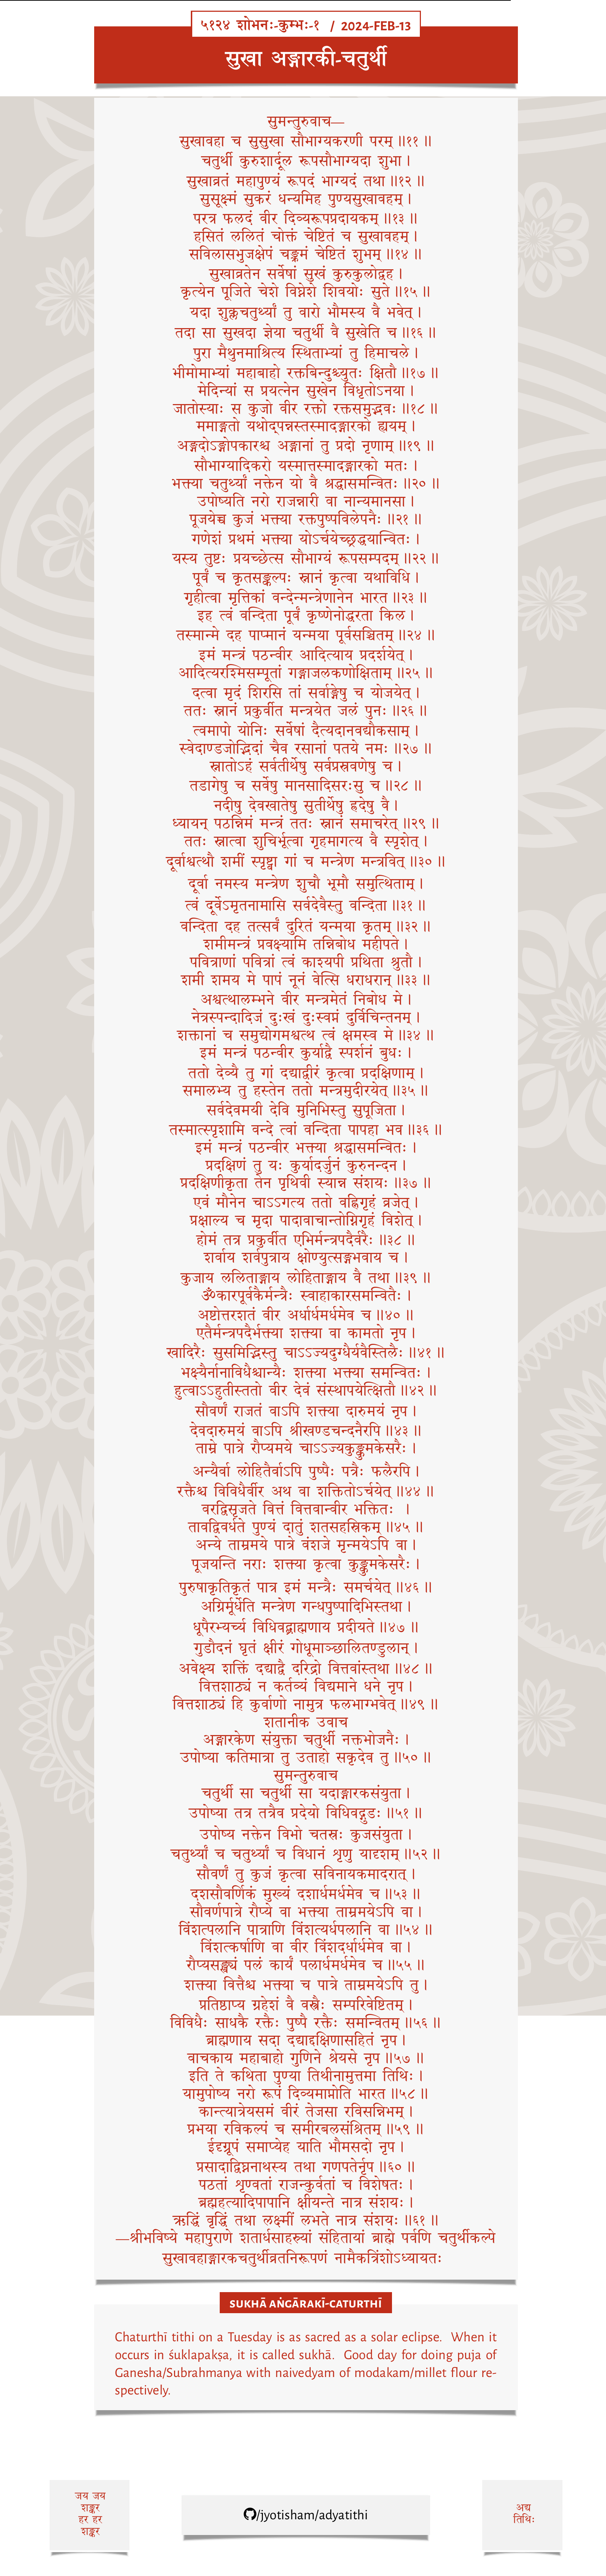 ५१२४ शोभनः-कुम्भः-१ / 2024-FEB-13
सुखा अङ्गारकी-चतुर्थी
सुमन्तुरुवाच—
सुखावहा च सुसुखा सौभाग्यकरणी परम् ॥११ ॥
चतुर्थी कुरुशार्दूल रूपसौभाग्यदा शुभा ।
सुखाव्रतं महापुण्यं रूपदं भाग्यदं तथा ॥१२ ॥
सुसूक्ष्मं सुकरं धन्यमिह पुण्यसुखावहम् ।
परत्र फलदं वीर दिव्यरूपप्रदायकम् ॥१३ ॥
हसितं ललितं चोक्तं चेष्टितं च सुखावहम् ।
सविलासभुजक्षेपं चङ्क्रमं चेष्टितं शुभम् ॥१४ ॥
सुखाव्रतेन सर्वेषां सुखं कुरुकुलोद्वह ।
कृत्येन पूजिते चेशे विघ्नेशे शिवयोः सुते ॥१५ ॥
यदा शुक्लचतुर्थ्यां तु वारो भौमस्य वै भवेत् ।
तदा सा सुखदा ज्ञेया चतुर्थी वै सुखेति च ॥१६ ॥
पुरा मैथुनमाश्रित्य स्थिताभ्यां तु हिमाचले ।
भीमोमाभ्यां महाबाहो रक्तबिन्दुश्च्युतः क्षितौ ॥१७ ॥
मेदिन्यां स प्रयत्नेन सुखेन विधृतोऽनया ।
जातोस्याः स कुजो वीर रक्तो रक्तसमुद्भवः ॥१८ ॥
ममाङ्गतो यथोद्पन्नस्तस्मादङ्गारको ह्ययम् ।
अङ्गदोऽङ्गोपकारश्च अङ्गानां तु प्रदो नृणाम् ॥१९ ॥
सौभाग्यादिकरो यस्मात्तस्मादङ्गारको मतः ।
भक्त्या चतुर्थ्यां नक्तेन यो वै श्रद्धासमन्वितः ॥२० ॥
उपोष्यति नरो राजन्नारी वा नान्यमानसा ।
पूजयेच्च कुजं भक्त्या रक्तपुष्पविलेपनैः ॥२१ ॥
गणेशं प्रथमं भक्त्या योऽर्चयेच्छ्रद्धयान्वितः ।
यस्य तुष्टः प्रयच्छेत्स सौभाग्यं रूपसम्पदम् ॥२२ ॥
पूर्वं च कृतसङ्कल्पः स्नानं कृत्वा यथाविधि ।
गृहीत्वा मृत्तिकां वन्देन्मन्त्रेणानेन भारत ॥२३ ॥
इह त्वं वन्दिता पूर्वं कृष्णेनोद्धरता किल ।
तस्मान्मे दह पाप्मानं यन्मया पूर्वसञ्चितम् ॥२४ ॥
इमं मन्त्रं पठन्वीर आदित्याय प्रदर्शयेत् ।
आदित्यरश्मिसम्पूतां गङ्गाजलकणोक्षिताम् ॥२५ ॥
दत्वा मृदं शिरसि तां सर्वाङ्गेषु च योजयेत् ।
ततः स्नानं प्रकुर्वीत मन्त्रयेत जलं पुनः ॥२६ ॥
त्वमापो योनिः सर्वेषां दैत्यदानवद्यौकसाम् ।
स्वेदाण्डजोद्भिदां चैव रसानां पतये नमः ॥२७ ॥
स्नातोऽहं सर्वतीर्थेषु सर्वप्रस्रवणेषु च ।
तडागेषु च सर्वेषु मानसादिसरःसु च ॥२८ ॥
नदीषु देवखातेषु सुतीर्थेषु ह्रदेषु वै ।
ध्यायन् पठन्निमं मन्त्रं ततः स्नानं समाचरेत् ॥२९ ॥
ततः स्नात्वा शुचिर्भूत्वा गृहमागत्य वै स्पृशेत् ।
दूर्वाश्वत्थौ शमीं स्पृष्ट्वा गां च मन्त्रेण मन्त्रवित् ॥३० ॥
दूर्वा नमस्य मन्त्रेण शुचौ भूमौ समुत्थिताम् ।
त्वं दूर्वेऽमृतनामासि सर्वदेवैस्तु वन्दिता ॥३१ ॥
वन्दिता दह तत्सर्वं दुरितं यन्मया कृतम् ॥३२ ॥
शमीमन्त्रं प्रवक्ष्यामि तन्निबोध महीपते ।
पवित्राणां पवित्रां त्वं काश्यपी प्रथिता श्रुतौ ।
शमी शमय मे पापं नूनं वेत्सि धराधरान् ॥३३ ॥
अश्वत्थालम्भने वीर मन्त्रमेतं निबोध मे ।
नेत्रस्पन्दादिजं दुःखं दुःस्वप्नं दुर्विचिन्तनम् ।
शक्तानां च समुद्योगमश्वत्थ त्वं क्षमस्व मे ॥३४ ॥
इमं मन्त्रं पठन्वीर कुर्याद्वै स्पर्शनं बुधः ।
ततो देव्यै तु गां दद्याद्वीरं कृत्वा प्रदक्षिणाम् ।
समालभ्य तु हस्तेन ततो मन्त्रमुदीरयेत् ॥३५ ॥
सर्वदेवमयी देवि मुनिभिस्तु सुपूजिता ।
तस्मात्स्पृशामि वन्दे त्वां वन्दिता पापहा भव ॥३६ ॥
इमं मन्त्रं पठन्वीर भक्त्या श्रद्धासमन्वितः ।
प्रदक्षिणं तु यः कुर्यादर्जुनं कुरुनन्दन ।
प्रदक्षिणीकृता तेन पृथिवी स्यान्न संशयः ॥३७ ॥
एवं मौनेन चाऽऽगत्य ततो वह्निगृहं व्रजेत् ।
प्रक्षाल्य च मृदा पादावाचान्तोग्निगृहं विशेत् ।
होमं तत्र प्रकुर्वीत एभिर्मन्त्रपदैर्वरैः ॥३८ ॥
शर्वाय शर्वपुत्राय क्षोण्युत्सङ्गभवाय च ।
कुजाय ललिताङ्गाय लोहिताङ्गाय वै तथा ॥३९ ॥
ॐकारपूर्वकैर्मन्त्रैः स्वाहाकारसमन्वितैः ।
अष्टोत्तरशतं वीर अर्धार्धमर्धमेव च ॥४० ॥
एतैर्मन्त्रपदैर्भक्त्या शक्त्या वा कामतो नृप ।
खादिरैः सुसमिद्भिस्तु चाऽऽज्यदुग्धैर्यवैस्तिलैः ॥४१ ॥
भक्ष्यैर्नानाविधैश्चान्यैः शक्त्या भक्त्या समन्वितः ।
हुत्वाऽऽहुतीस्ततो वीर देवं संस्थापयेत्क्षितौ ॥४२ ॥
सौवर्णं राजतं वाऽपि शक्त्या दारुमयं नृप ।
देवदारुमयं वाऽपि श्रीखण्डचन्दनैरपि ॥४३ ॥
ताम्रे पात्रे रौप्यमये चाऽऽज्यकुङ्कुमकेसरैः ।
अन्यैर्वा लोहितैर्वाऽपि पुष्पैः पत्रैः फलैरपि ।
रक्तैश्च विविधैर्वीर अथ वा शक्तितोऽर्चयेत् ॥४४ ॥
वरद्विसृजते वित्तं वित्तवान्वीर भक्तितः ।
तावद्विवर्धते पुण्यं दातुं शतसहस्रिकम् ॥४५ ॥
अन्ये ताम्रमये पात्रे वंशजे मृन्मयेऽपि वा ।
पूजयन्ति नराः शक्त्या कृत्वा कुङ्कुमकेसरैः ।
पुरुषाकृतिकृतं पात्र इमं मन्त्रैः समर्चयेत् ॥४६ ॥
अग्निर्मूर्धेति मन्त्रेण गन्धपुष्पादिभिस्तथा ।
धूपैरभ्यर्च्य विधिवद्ब्राह्मणाय प्रदीयते ॥४७ ॥
गुडौदनं घृतं क्षीरं गोधूमाञ्छालितण्डुलान् ।
अवेक्ष्य शक्तिं दद्याद्वै दरिद्रो वित्तवांस्तथा ॥४८ ॥
वित्तशाठ्यं न कर्तव्यं विद्यमाने धने नृप ।
वित्तशाठ्यं हि कुर्वाणो नामुत्र फलभाग्भवेत् ॥४९ ॥
शतानीक उवाच
अङ्गारकेण संयुक्ता चतुर्थी नक्तभोजनैः ।
उपोष्या कतिमात्रा तु उताहो सकृदेव तु ॥५० ॥
सुमन्तुरुवाच
चतुर्थी सा चतुर्थी सा यदाङ्गारकसंयुता ।
उपोष्या तत्र तत्रैव प्रदेयो विधिवद्गुडः ॥५१ ॥
उपोष्य नक्तेन विभो चतस्रः कुजसंयुता ।
चतुर्थ्यां च चतुर्थ्यां च विधानं शृणु यादृशम् ॥५२ ॥
सौवर्णं तु कुजं कृत्वा सविनायकमादरात् ।
दशसौवर्णिकं मुख्यं दशार्धमर्धमेव च ॥५३ ॥
सौवर्णपात्रे रौप्ये वा भक्त्या ताम्रमयेऽपि वा ।
विंशत्पलानि पात्राणि विंशत्यर्धपलानि वा ॥५४ ॥
विंशत्कर्षाणि वा वीर विंशदर्धार्धमेव वा ।
रौप्यसङ्ख्यं पलं कार्यं पलार्धमर्धमेव च ॥५५ ॥
शक्त्या वित्तैश्च भक्त्या च पात्रे ताम्रमयेऽपि तु ।
प्रतिष्ठाप्य ग्रहेशं वै वस्त्रैः सम्परिवेष्टितम् ।
विविधैः साधकै रक्तैः पुष्पै रक्तैः समन्वितम् ॥५६ ॥
ब्राह्मणाय सदा दद्याद्दक्षिणासहितं नृप ।
वाचकाय महाबाहो गुणिने श्रेयसे नृप ॥५७ ॥
इति ते कथिता पुण्या तिथीनामुत्तमा तिथिः ।
यामुपोष्य नरो रूपं दिव्यमाप्नोति भारत ॥५८ ॥
कान्त्यात्रेयसमं वीरं तेजसा रविसन्निभम् ।
प्रभया रविकल्पं च समीरबलसंश्रितम् ॥५९ ॥
ईदृग्रूपं समाप्येह याति भौमसदो नृप ।
प्रसादाद्विघ्ननाथस्य तथा गणपतेर्नृप ॥६० ॥
पठतां शृण्वतां राजन्कुर्वतां च विशेषतः ।
ब्रह्महत्यादिपापानि क्षीयन्ते नात्र संशयः ।
ऋद्धिं वृद्धिं तथा लक्ष्मीं लभते नात्र संशयः ॥६१ ॥
—श्रीभविष्ये महापुराणे शतार्धसाहस्र्यां संहितायां ब्राह्मे पर्वणि चतुर्थीकल्पे
सुखावहाङ्गारकचतुर्थीव्रतनिरूपणं नामैकत्रिंशोऽध्यायतः
SUKHĀ AṄGĀRAKĪ-CATURTHĪ
Chaturthī tithi on a Tuesday is as sacred as a solar eclipse. When it
occurs in śuklapakṣa, it is called sukhā. Good day for doing puja of
Ganesha/Subrahmanya with naivedyam of modakam/millet flour re-
spectively.
जय जय
शङ्कर
हर हर
शङ्कर
/jyotisham/adyatithi
अद्य
तिथिः